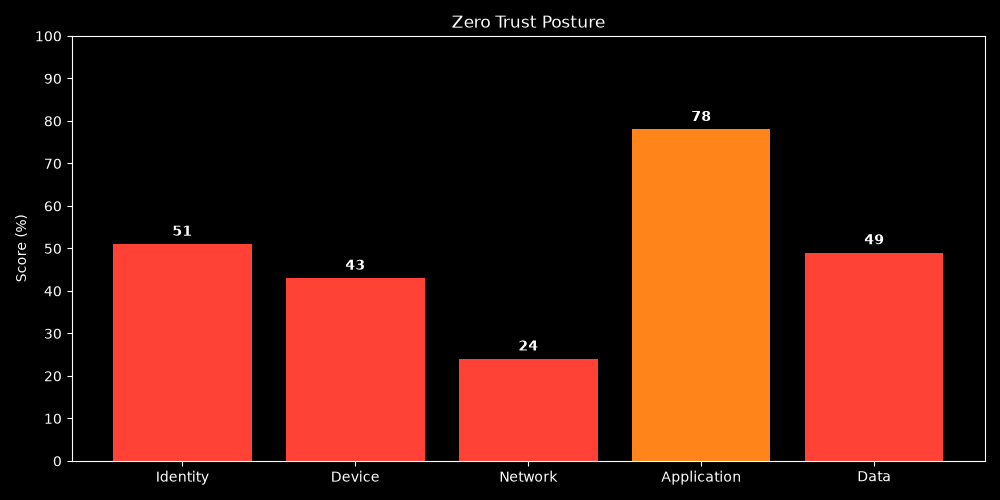 Zero Trust Posture
Score (%)
100
90
80
70
60
50
40
30
20
10
0
51
43
24
78
49
Identity
Device
Network
Application
Data